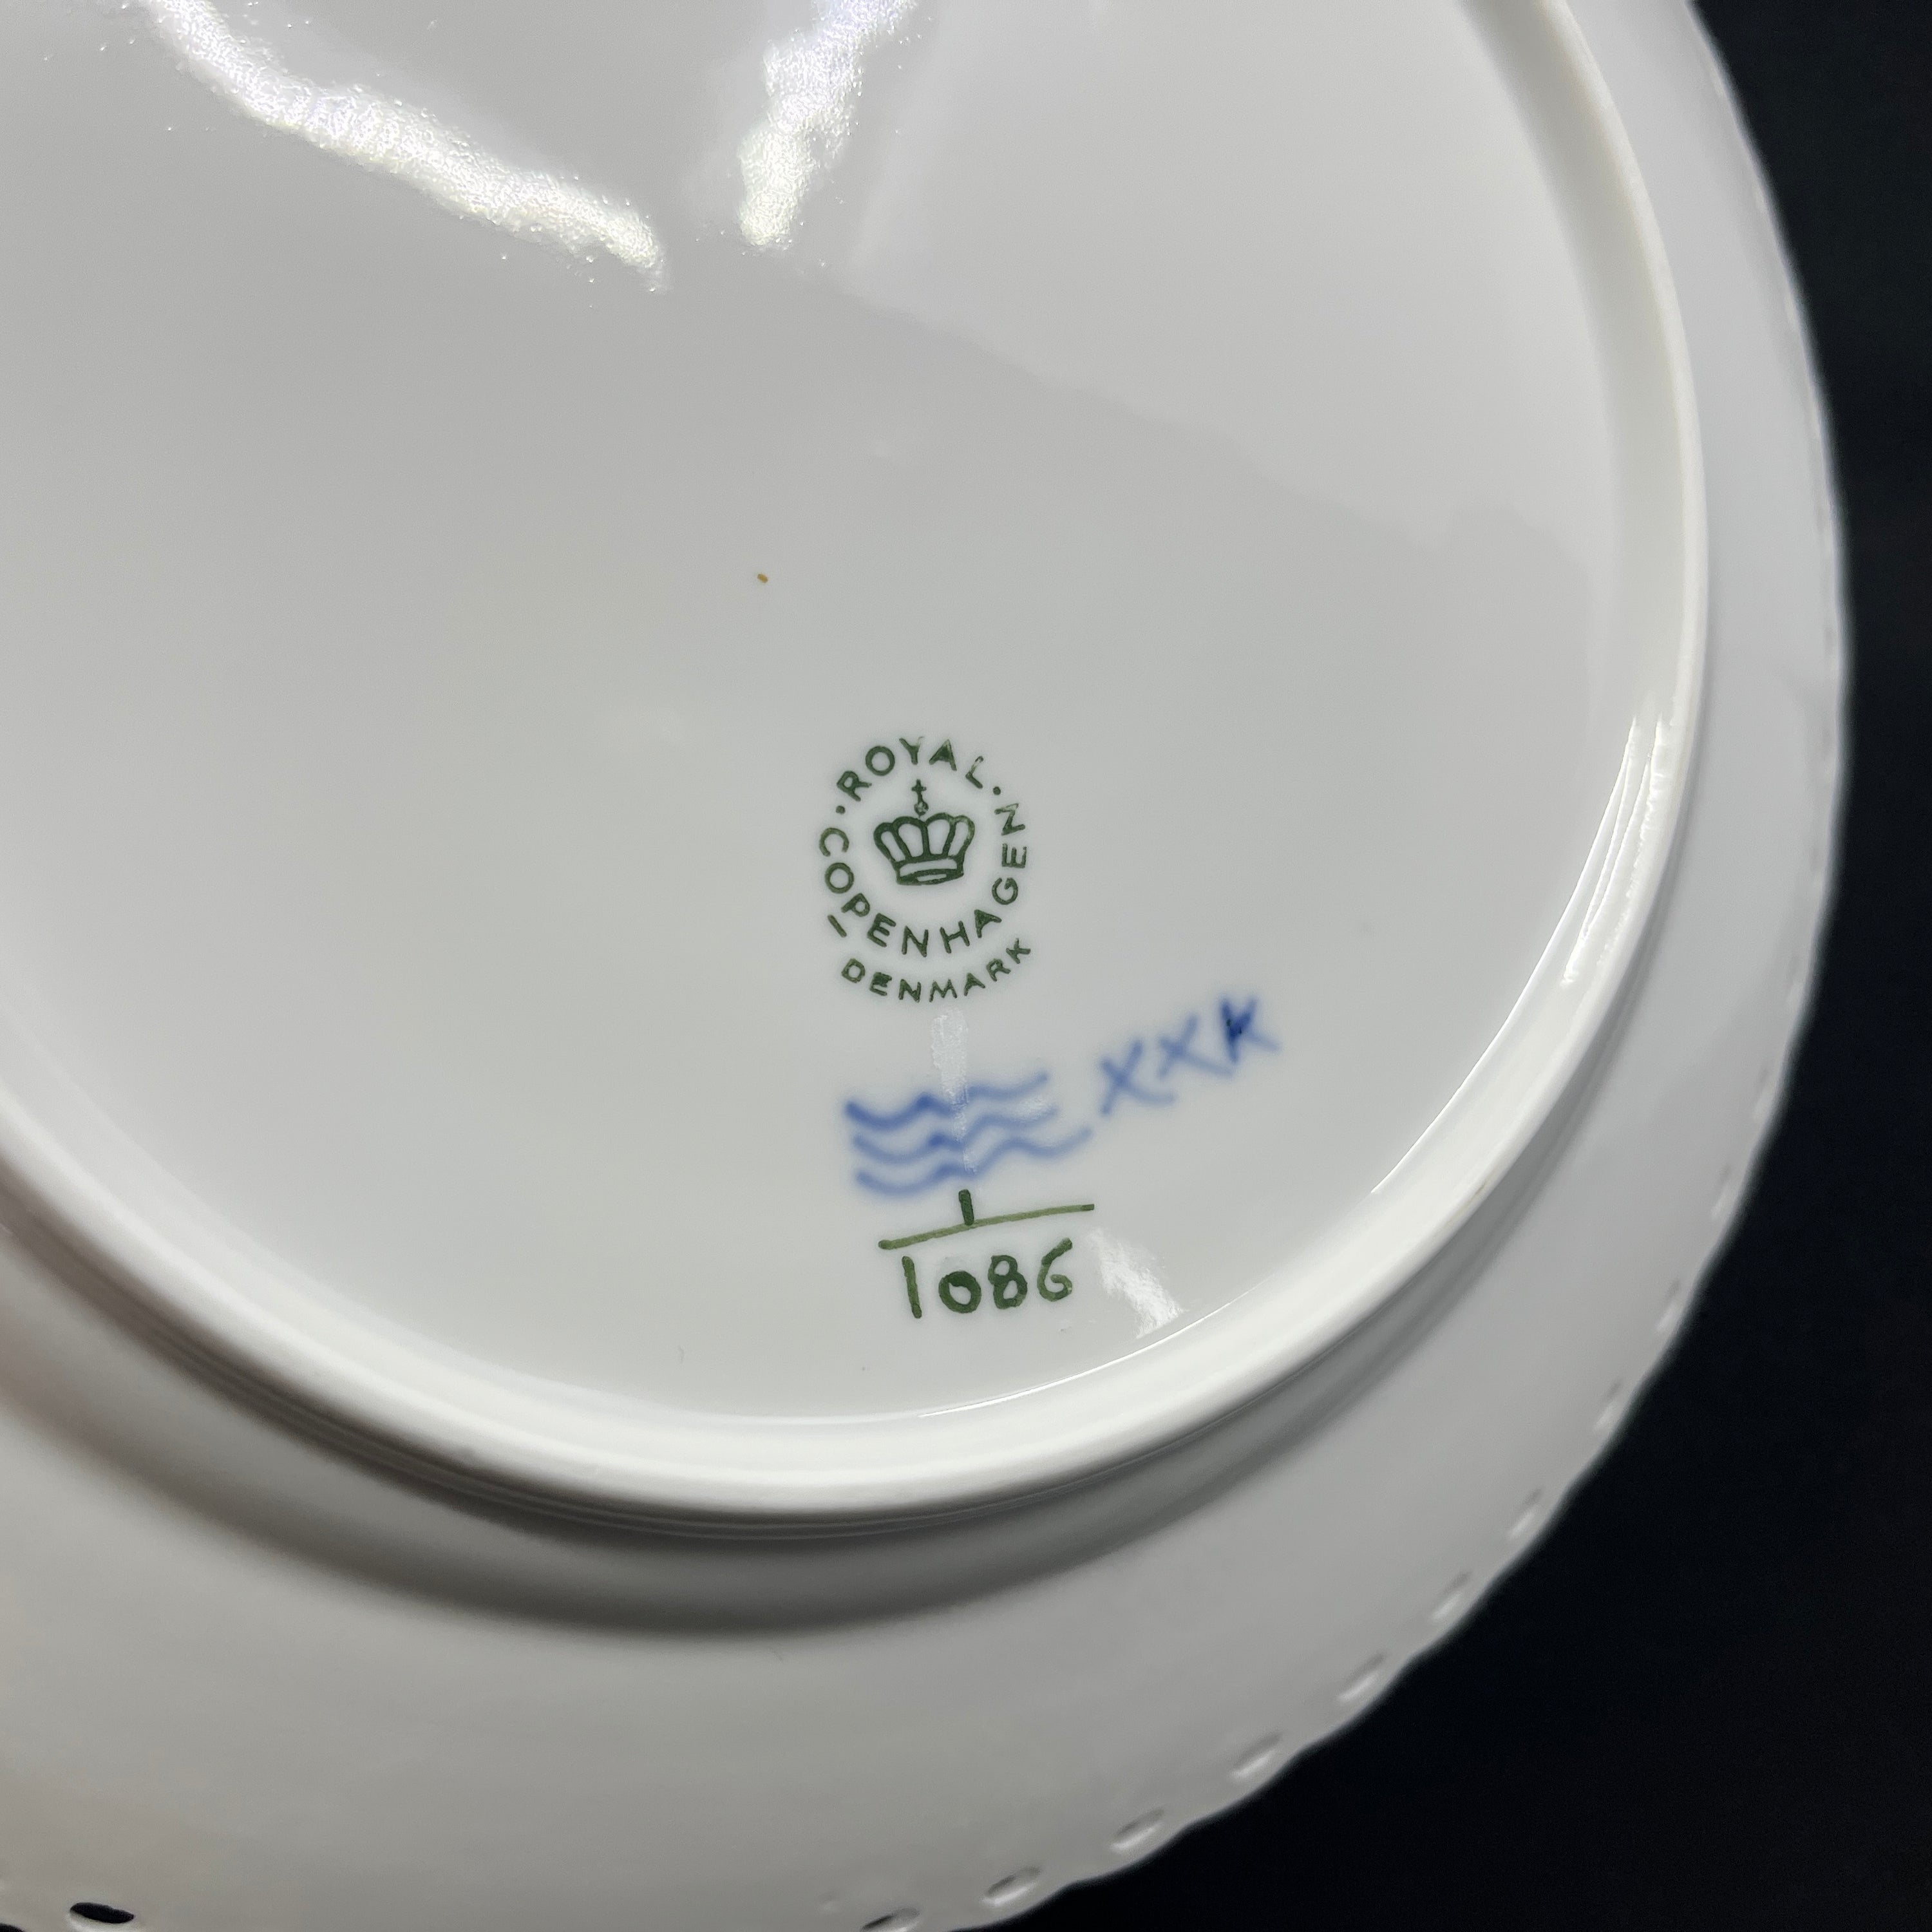 · ROYAL ·
COPENHAGEN
DENMARK
XXK
1
1086